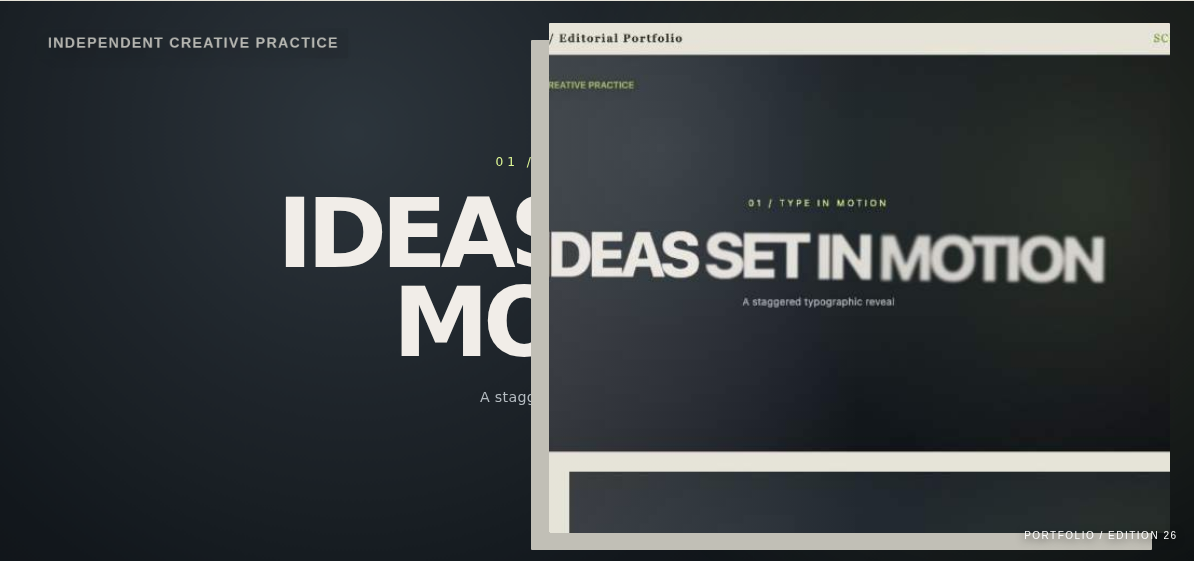 INDEPENDENT CREATIVE PRACTICE
/ Editorial Portfolio
SC
REATIVE PRACTICE
01 /
01 / TYPE IN MOTION
IDEAS
DEAS SET IN MOTION
MO
A stagg
A staggered typographic reveal
PORTFOLIO / EDITION 26